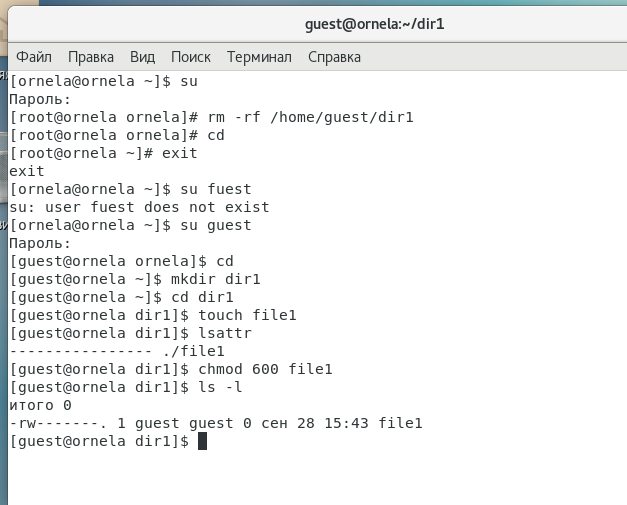 guest@ornela:~/dir1
Файл Правка Вид Поиск Терминал Справка
[ornela@ornela ~]$ su
Пароль:
[root@ornela ornela]# rm -rf /home/guest/dir1
[root@ornela ornela]# cd
[root@ornela ~]# exit
exit
[ornela@ornela ~]$ su fuest
su: user fuest does not exist
[ornela@ornela ~]$ su guest
Пароль:
[guest@ornela ornela]$ cd
[guest@ornela ~]$ mkdir dir1
[guest@ornela ~]$ cd dir1
[guest@ornela dir1]$ touch file1
[guest@ornela dir1]$ lsattr
---------------- ./file1
[guest@ornela dir1]$ chmod 600 file1
[guest@ornela dir1]$ ls -l
итого 0
-rw-------. 1 guest guest 0 сен 28 15:43 file1
[guest@ornela dir1]$